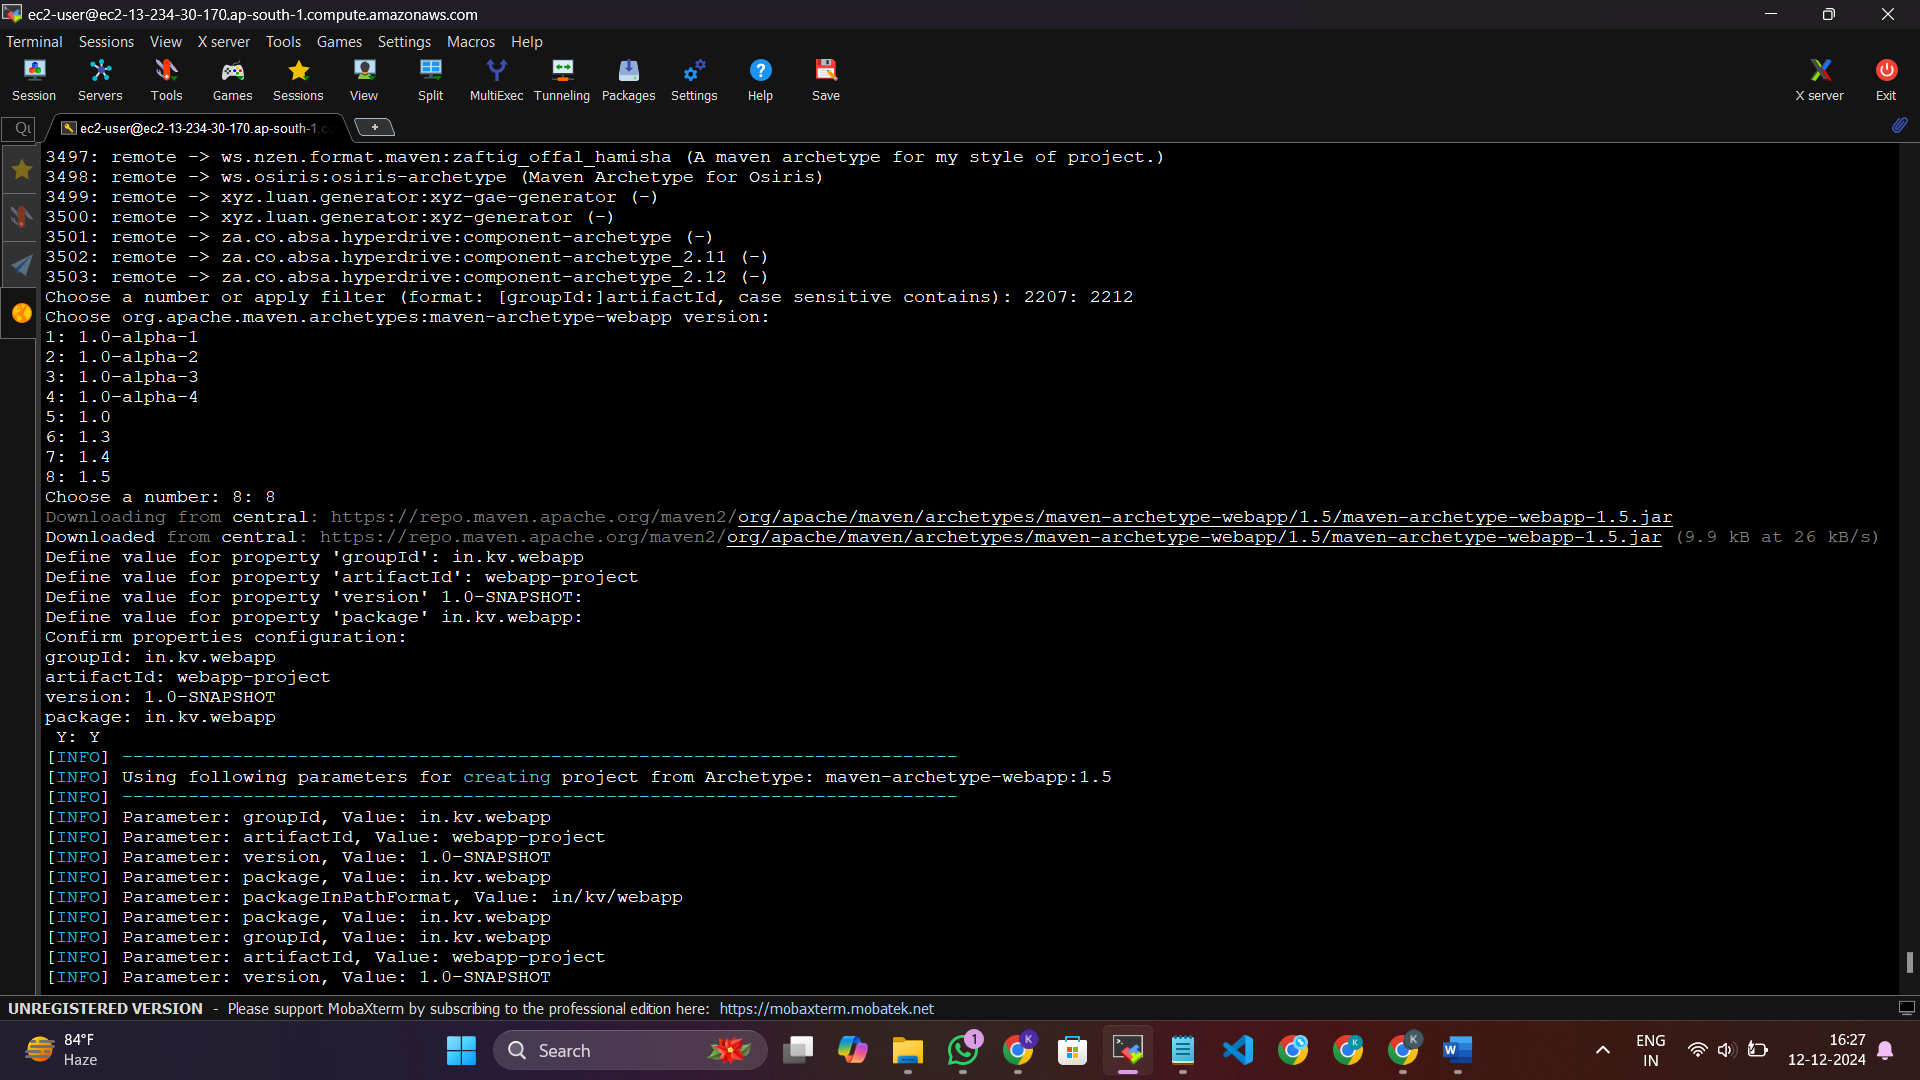 ec2-user@ec2-13-234-30-170.ap-south-1.compute.amazonaws.com
Terminal Sessions View X server Tools Games Settings Macros Help
Session Servers Tools Games Sessions View Split MultiExec Tunneling Packages Settings Help Save X server Exit
ec2-user@ec2-13-234-30-170.ap-south-1.co
3497: remote -> ws.nzen.format.maven:zaftig_offal_hamisha (A maven archetype for my style of project.)
3498: remote -> ws.osiris:osiris-archetype (Maven Archetype for Osiris)
3499: remote -> xyz.luan.generator:xyz-gae-generator (-)
3500: remote -> xyz.luan.generator:xyz-generator (-)
3501: remote -> za.co.absa.hyperdrive:component-archetype (-)
3502: remote -> za.co.absa.hyperdrive:component-archetype_2.11 (-)
3503: remote -> za.co.absa.hyperdrive:component-archetype_2.12 (-)
Choose a number or apply filter (format: [groupId:]artifactId, case sensitive contains): 2207: 2212
Choose org.apache.maven.archetypes:maven-archetype-webapp version:
1: 1.0-alpha-1
2: 1.0-alpha-2
3: 1.0-alpha-3
4: 1.0-alpha-4
5: 1.0
6: 1.3
7: 1.4
8: 1.5
Choose a number: 8: 8
Downloading from central: https://repo.maven.apache.org/maven2/org/apache/maven/archetypes/maven-archetype-webapp/1.5/maven-archetype-webapp-1.5.jar
Downloaded from central: https://repo.maven.apache.org/maven2/org/apache/maven/archetypes/maven-archetype-webapp/1.5/maven-archetype-webapp-1.5.jar (9.9 kB at 26 kB/s)
Define value for property 'groupId': in.kv.webapp
Define value for property 'artifactId': webapp-project
Define value for property 'version' 1.0-SNAPSHOT:
Define value for property 'package' in.kv.webapp:
Confirm properties configuration:
groupId: in.kv.webapp
artifactId: webapp-project
version: 1.0-SNAPSHOT
package: in.kv.webapp
Y: Y
[INFO] ----------------------------------------------------------------------------
[INFO] Using following parameters for creating project from Archetype: maven-archetype-webapp:1.5
[INFO] ----------------------------------------------------------------------------
[INFO] Parameter: groupId, Value: in.kv.webapp
[INFO] Parameter: artifactId, Value: webapp-project
[INFO] Parameter: version, Value: 1.0-SNAPSHOT
[INFO] Parameter: package, Value: in.kv.webapp
[INFO] Parameter: packageInPathFormat, Value: in/kv/webapp
[INFO] Parameter: package, Value: in.kv.webapp
[INFO] Parameter: groupId, Value: in.kv.webapp
[INFO] Parameter: artifactId, Value: webapp-project
[INFO] Parameter: version, Value: 1.0-SNAPSHOT
UNREGISTERED VERSION - Please support MobaXterm by subscribing to the professional edition here: https://mobaxterm.mobatek.net
84°F
Haze
Search
1
K
K
K
ENG
IN
16:27
12-12-2024